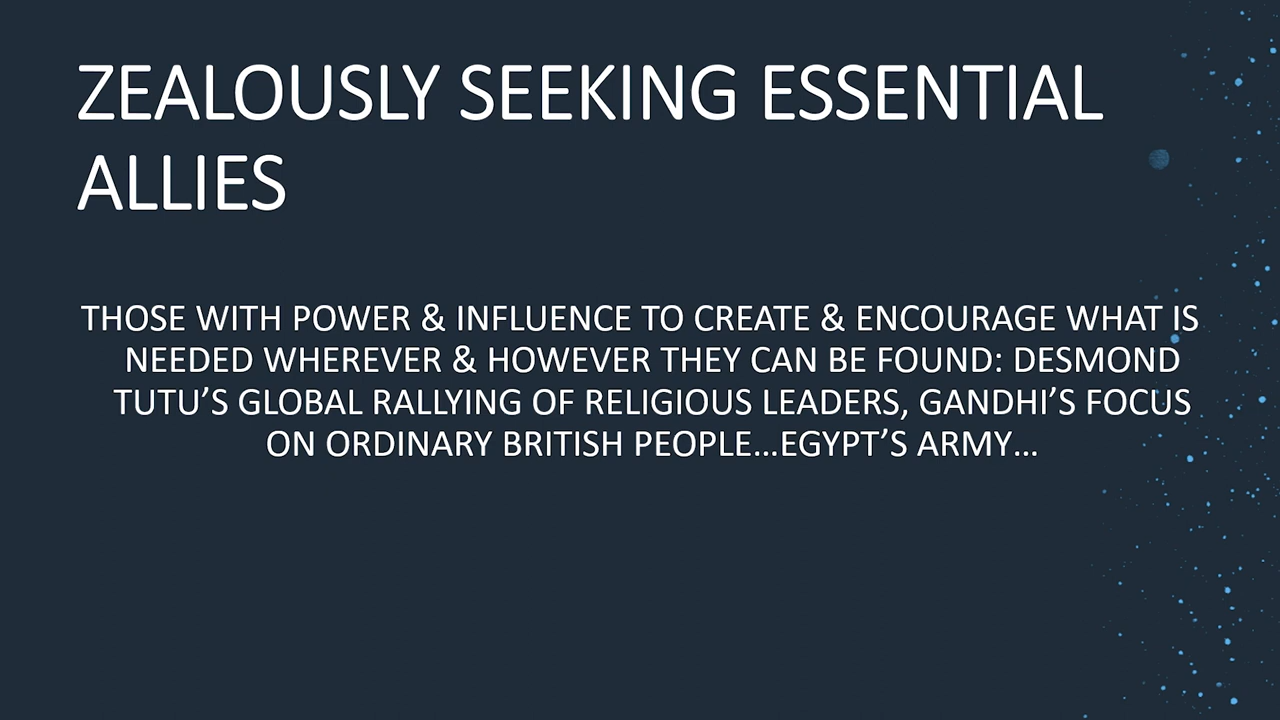 ZEALOUSLY SEEKING ESSENTIAL
ALLIES
THOSE WITH POWER & INFLUENCE TO CREATE & ENCOURAGE WHAT IS
NEEDED WHEREVER & HOWEVER THEY CAN BE FOUND: DESMOND
TUTU’S GLOBAL RALLYING OF RELIGIOUS LEADERS, GANDHI’S FOCUS
ON ORDINARY BRITISH PEOPLE…EGYPT’S ARMY…